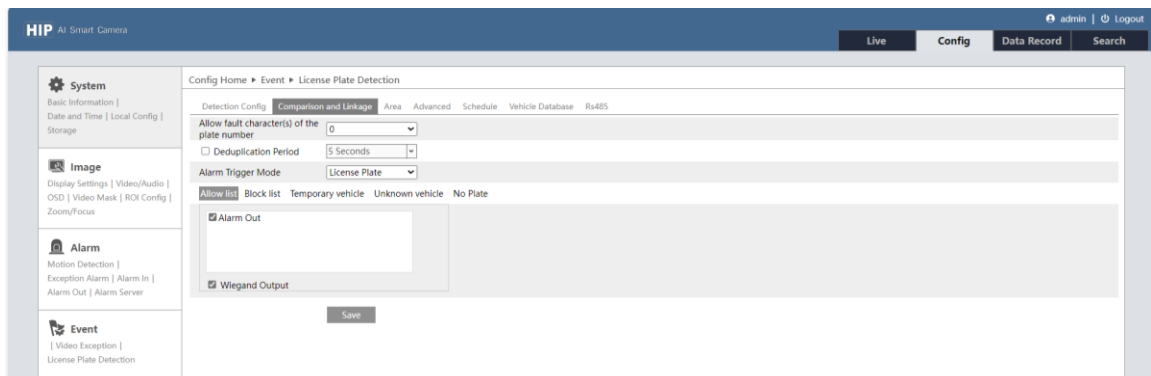 HIP AI Smart Camera
admin | Logout
Live Config Data Record Search
System
Basic Information |
Date and Time | Local Config |
Storage
Image
Display Settings | Video/Audio |
OSD | Video Mask | ROI Config |
Zoom/Focus
Alarm
Motion Detection |
Exception Alarm | Alarm In |
Alarm Out | Alarm Server
Event
| Video Exception |
License Plate Detection
Config Home ▶ Event ▶ License Plate Detection
Detection Config Comparison and Linkage Area Advanced Schedule Vehicle Database Rs485
Allow fault character(s) of the
plate number 0
Deduplication Period 5 Seconds
Alarm Trigger Mode License Plate
Allow list Block list Temporary vehicle Unknown vehicle No Plate
Alarm Out
Wiegand Output
Save